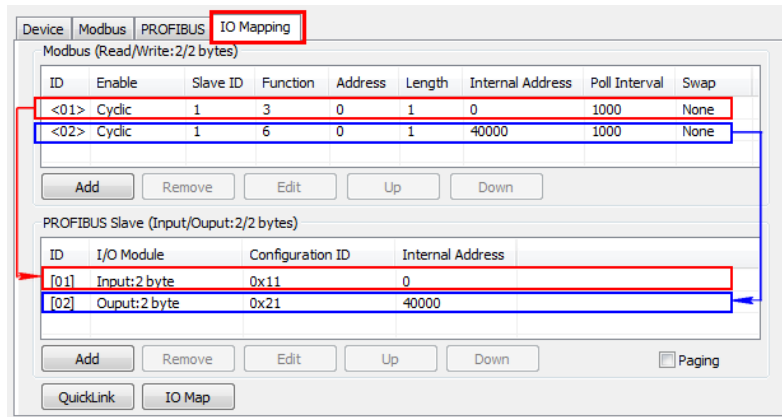 Device Modbus PROFIBUS IO Mapping
Modbus (Read/Write:2/2 bytes)
ID Enable Slave ID Function Address Length Internal Address Poll Interval Swap
<01> Cyclic 1 3 0 1 0 1000 None
<02> Cyclic 1 6 0 1 40000 1000 None
Add Remove Edit Up Down
PROFIBUS Slave (Input/Ouput:2/2 bytes)
ID I/O Module Configuration ID Internal Address
[01] Input:2 byte 0x11 0
[02] Ouput:2 byte 0x21 40000
Add Remove Edit Up Down Paging
QuickLink IO Map